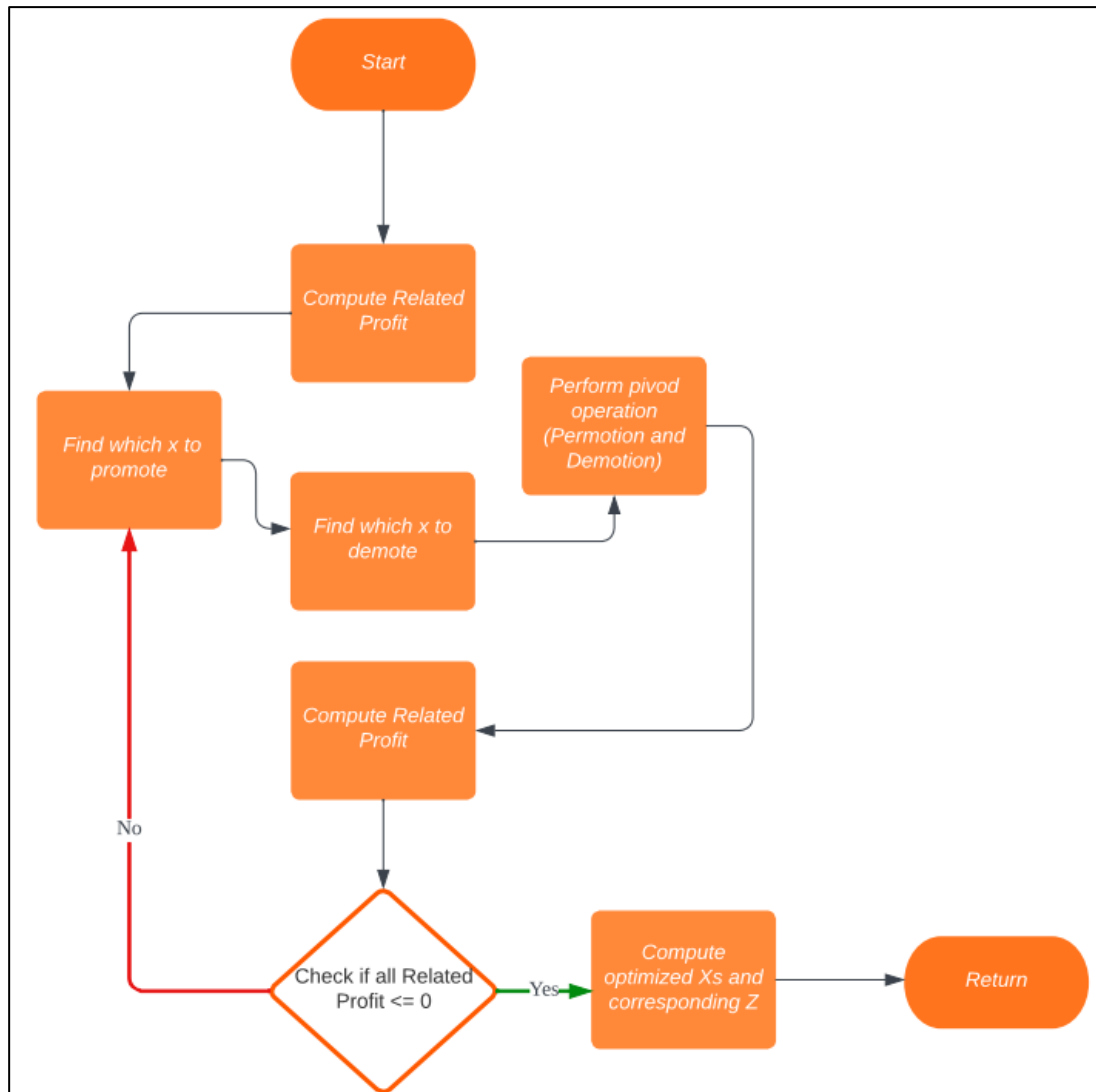 Start
Compute Related
Profit
Find which x to
promote
Find which x to
demote
Perform pivod
operation
(Permotion and
Demotion)
Compute Related
Profit
Check if all Related
Profit <= 0
No
Yes
Compute
optimized Xs and
corresponding Z
Return